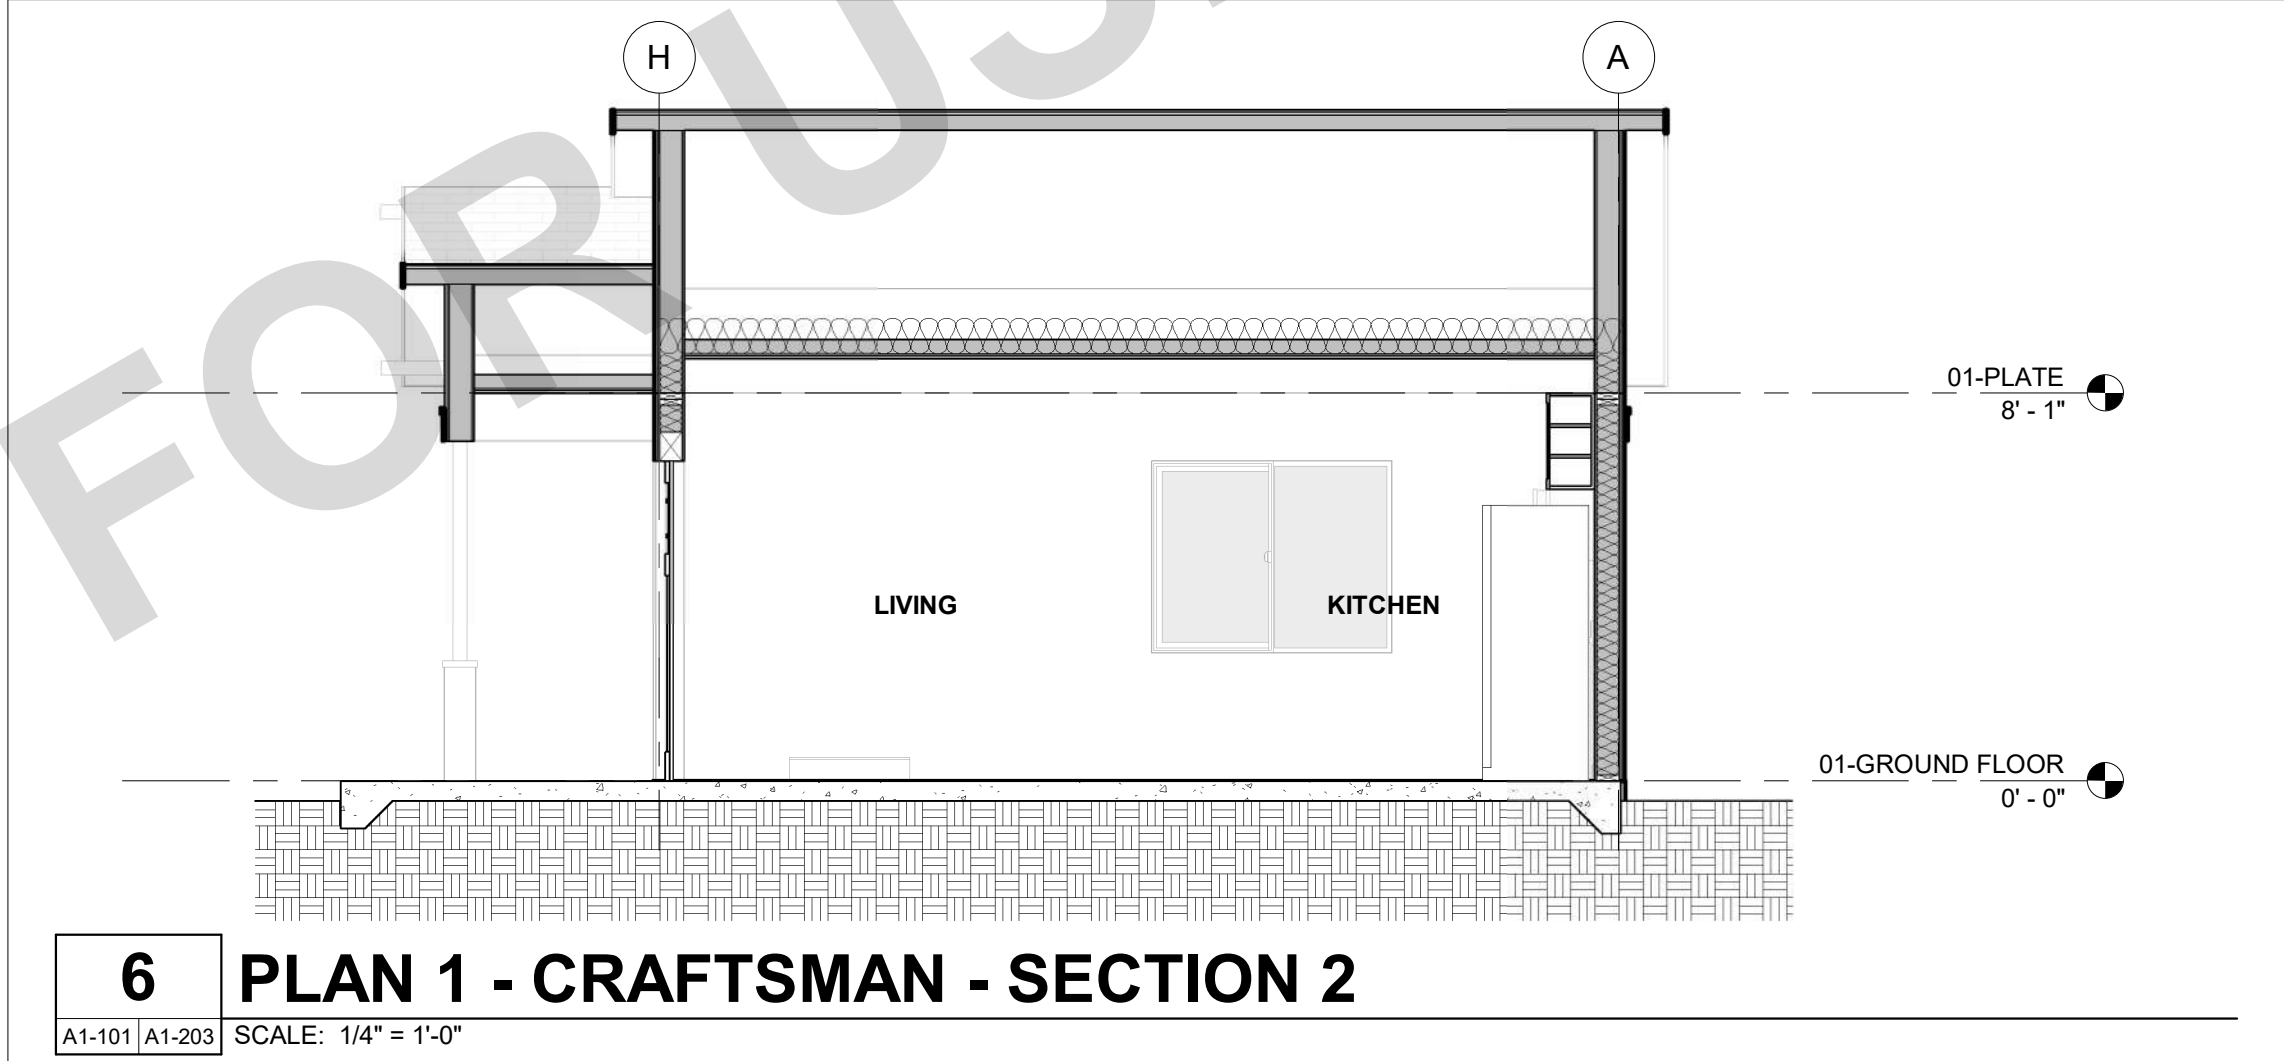 FOR US
H
A
01-PLATE
8' - 1"
LIVING
KITCHEN
01-GROUND FLOOR
0' - 0"
6
PLAN 1 - CRAFTSMAN - SECTION 2
A1-101
A1-203
SCALE: 1/4" = 1'-0"